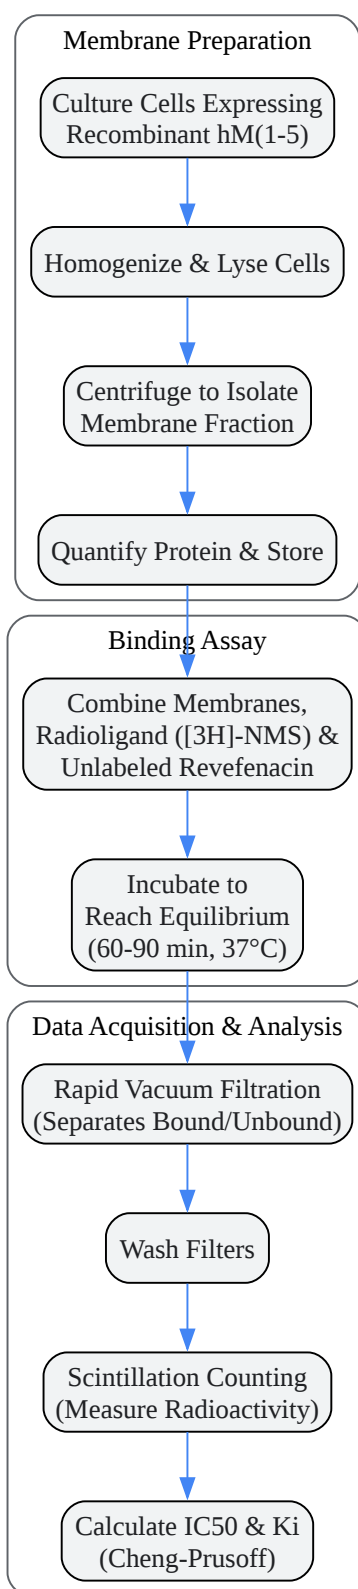 Membrane Preparation
Culture Cells Expressing
Recombinant hM(1-5)
Homogenize & Lyse Cells
Centrifuge to Isolate
Membrane Fraction
Quantify Protein & Store
Binding Assay
Combine Membranes,
Radioligand ([3H]-NMS) &
Unlabeled Revefenacin
Incubate to
Reach Equilibrium
(60-90 min, 37°C)
Data Acquisition & Analysis
Rapid Vacuum Filtration
(Separates Bound/Unbound)
Wash Filters
Scintillation Counting
(Measure Radioactivity)
Calculate IC50 & Ki
(Cheng-Prusoff)